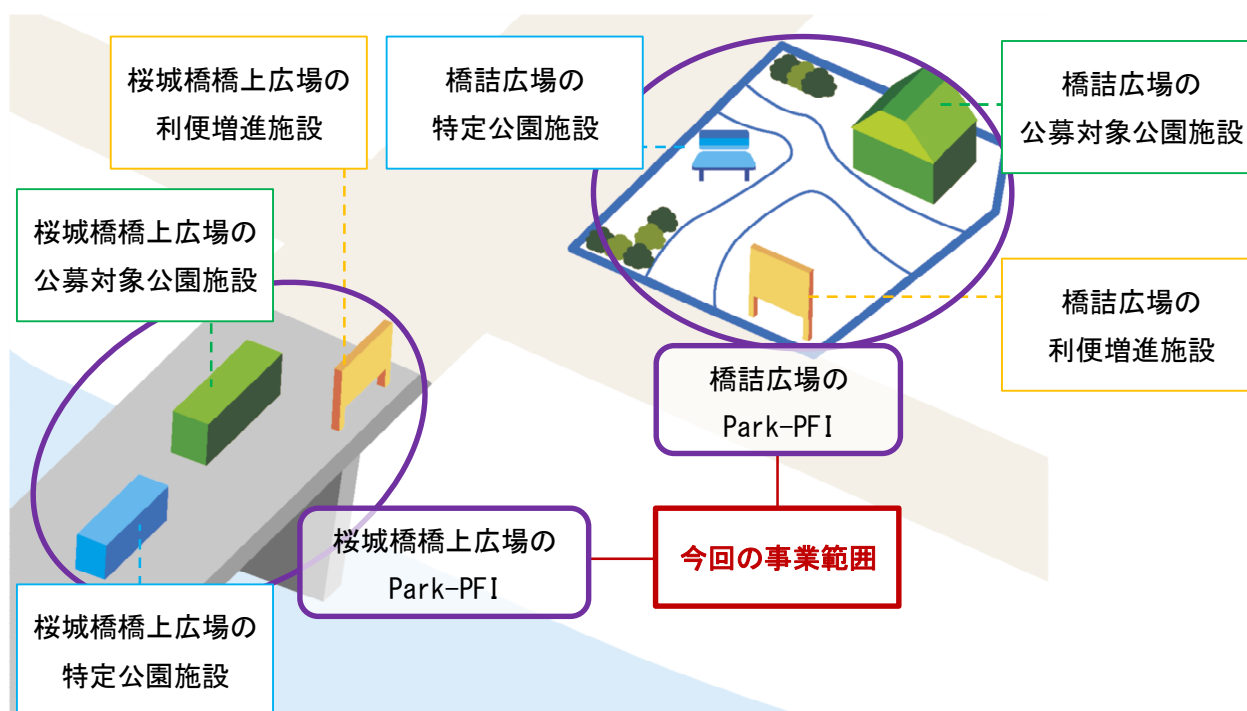 桜城橋橋上広場の
利便増進施設
橋詰広場の
特定公園施設
橋詰広場の
公募対象公園施設
桜城橋橋上広場の
公募対象公園施設
橋詰広場の
利便増進施設
橋詰広場の
Park-PFI
桜城橋橋上広場の
Park-PFI
今回の事業範囲
桜城橋橋上広場の
特定公園施設